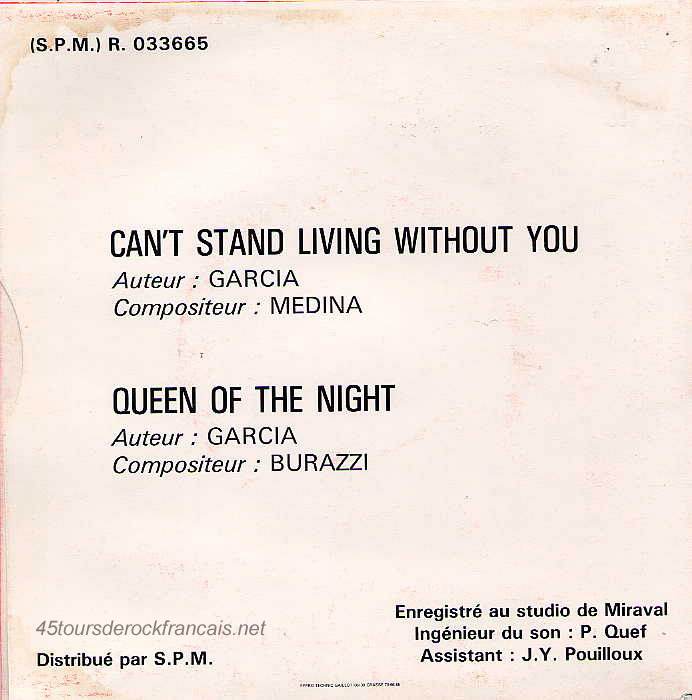 (S.P.M.) R. 033665
CAN'T STAND LIVING WITHOUT YOU
Auteur : GARCIA
Compositeur : MEDINA
QUEEN OF THE NIGHT
Auteur : GARCIA
Compositeur : BURAZZI
Enregistré au studio de Miraval
Ingénieur du son : P. Quef
Assistant : J.Y. Pouilloux
45toursderockfrancais.net
Distribué par S.P.M.